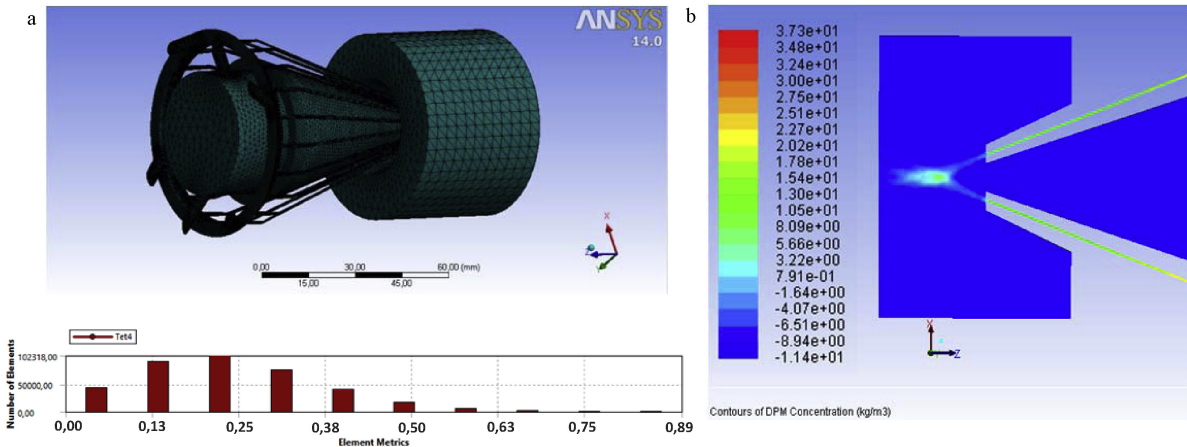 a
ANSYS
14.0
X
Z
Y
0,00
30,00
60,00 (mm)
15,00
45,00
Tet4
Number of Elements
102318,00
50000,00
0,00
0,00
0,13
0,25
0,38
0,50
0,63
0,75
0,89
Element Metrics
b
3.73e+01
3.48e+01
3.24e+01
3.00e+01
2.75e+01
2.51e+01
2.27e+01
2.02e+01
1.78e+01
1.54e+01
1.30e+01
1.05e+01
8.09e+00
5.66e+00
3.22e+00
7.91e-01
-1.64e+00
-4.07e+00
-6.51e+00
-8.94e+00
-1.14e+01
X
Z
Contours of DPM Concentration (kg/m3)